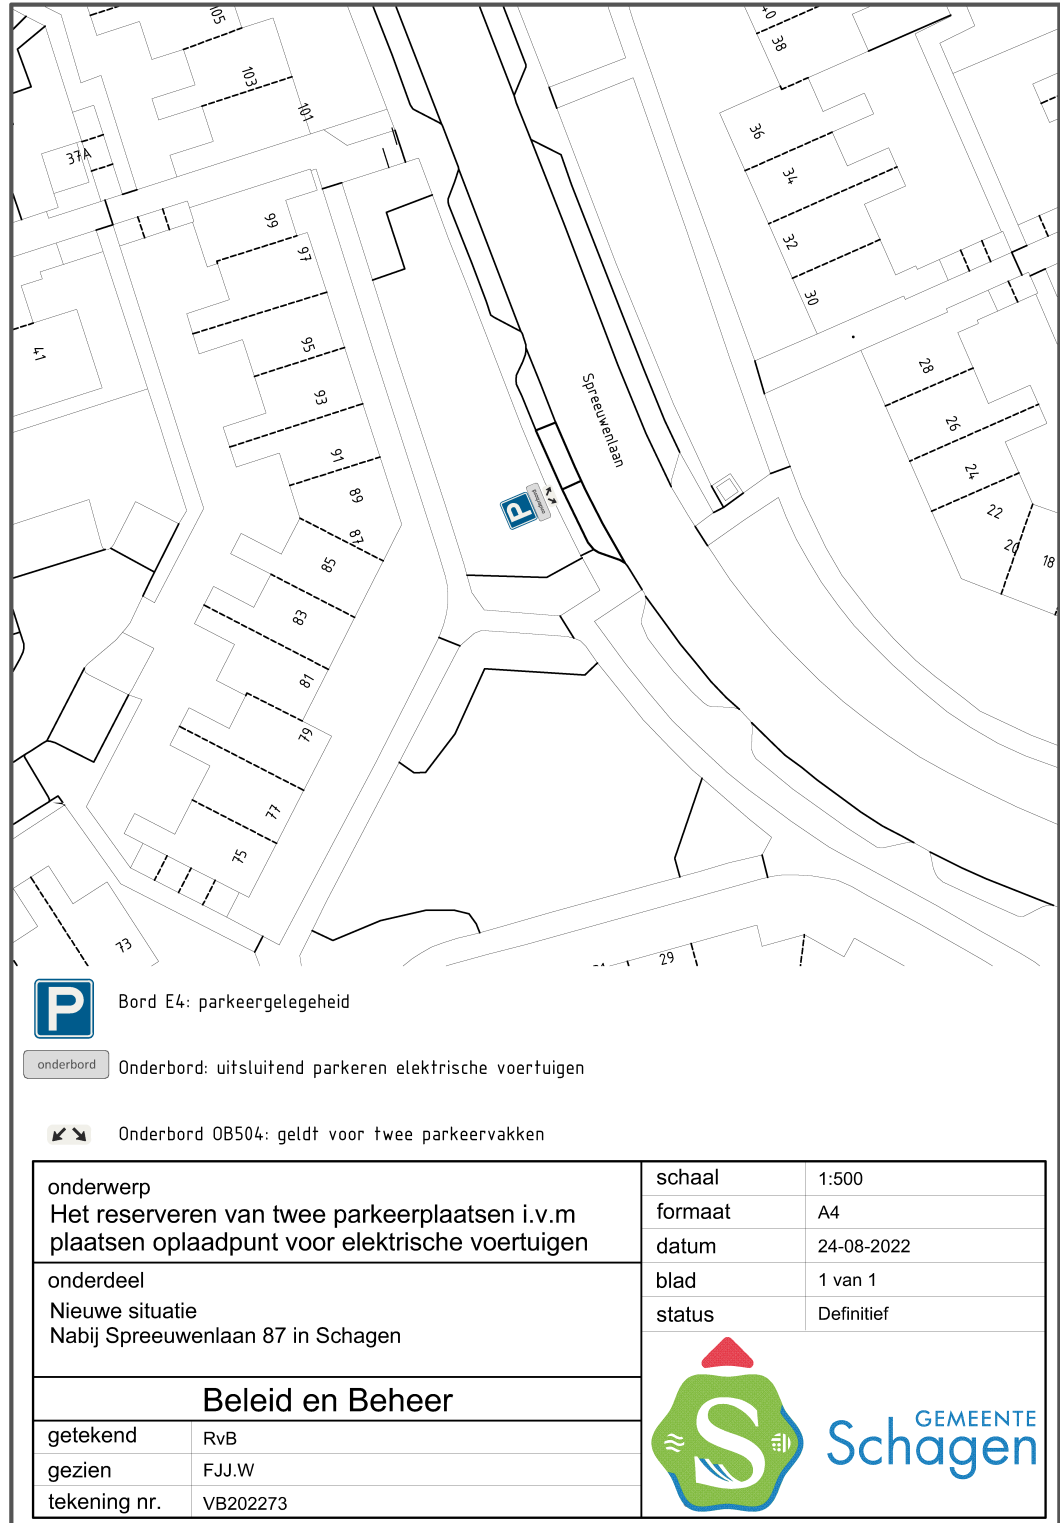 105
40
38
103
101
36
37A
34
99
32
97
30
41
95
28
93
Spreeuwenlaan
26
91
24
89
22
87
20
85
18
P
onderbord
83
81
79
77
75
73
29
P
Bord E4: parkeergelegeheid
onderbord
Onderbord: uitsluitend parkeren elektrische voertuigen
Onderbord OB504: geldt voor twee parkeervakken
onderwerp
Het reserveren van twee parkeerplaatsen i.v.m
plaatsen oplaadpunt voor elektrische voertuigen
onderdeel
Nieuwe situatie
Nabij Spreeuwenlaan 87 in Schagen
Beleid en Beheer
getekend RvB
gezien FJJ.W
tekening nr. VB202273
schaal 1:500
formaat A4
datum 24-08-2022
blad 1 van 1
status Definitief
S
GEMEENTE
Schagen